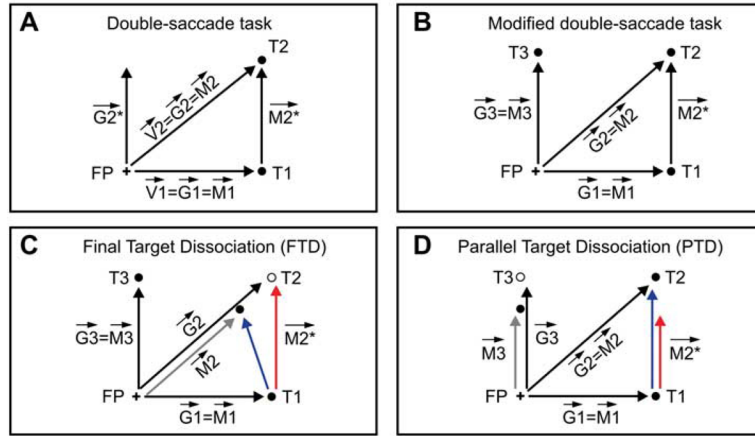 A
Double-saccade task
T2
G2*
V2=G2=M2
M2*
FP
T1
V1=G1=M1
B
Modified double-saccade task
T3
T2
G3=M3
G2=M2
M2*
FP
T1
G1=M1
C
Final Target Dissociation (FTD)
T3
T2
G2
G3=M3
M2
M2*
FP
T1
G1=M1
D
Parallel Target Dissociation (PTD)
T3
T2
M3
G3
G2=M2
M2*
FP
T1
G1=M1